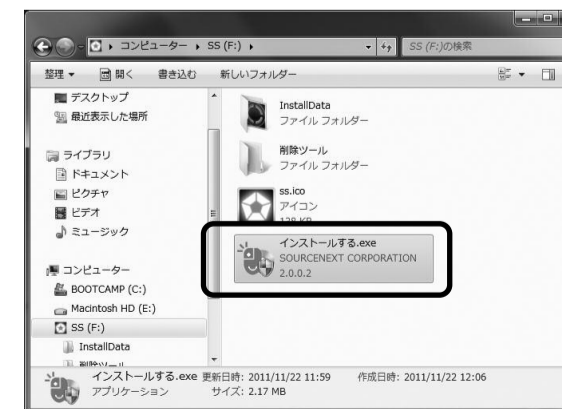 コンピューター ▸ SS (F:) ▸
SS (F:)の検索
整理 ▼ 開く 書き込む 新しいフォルダー
デスクトップ
最近表示した場所
ライブラリ
ドキュメント
ピクチャ
ビデオ
ミュージック
コンピューター
BOOTCAMP (C:)
Macintosh HD (E:)
SS (F:)
InstallData
削除ツール
InstallData
ファイル フォルダー
削除ツール
ファイル フォルダー
ss.ico
アイコン
128 KB
インストールする.exe
SOURCENEXT CORPORATION
2.0.0.2
インストールする.exe 更新日時: 2011/11/22 11:59 作成日時: 2011/11/22 12:06
アプリケーション サイズ: 2.17 MB